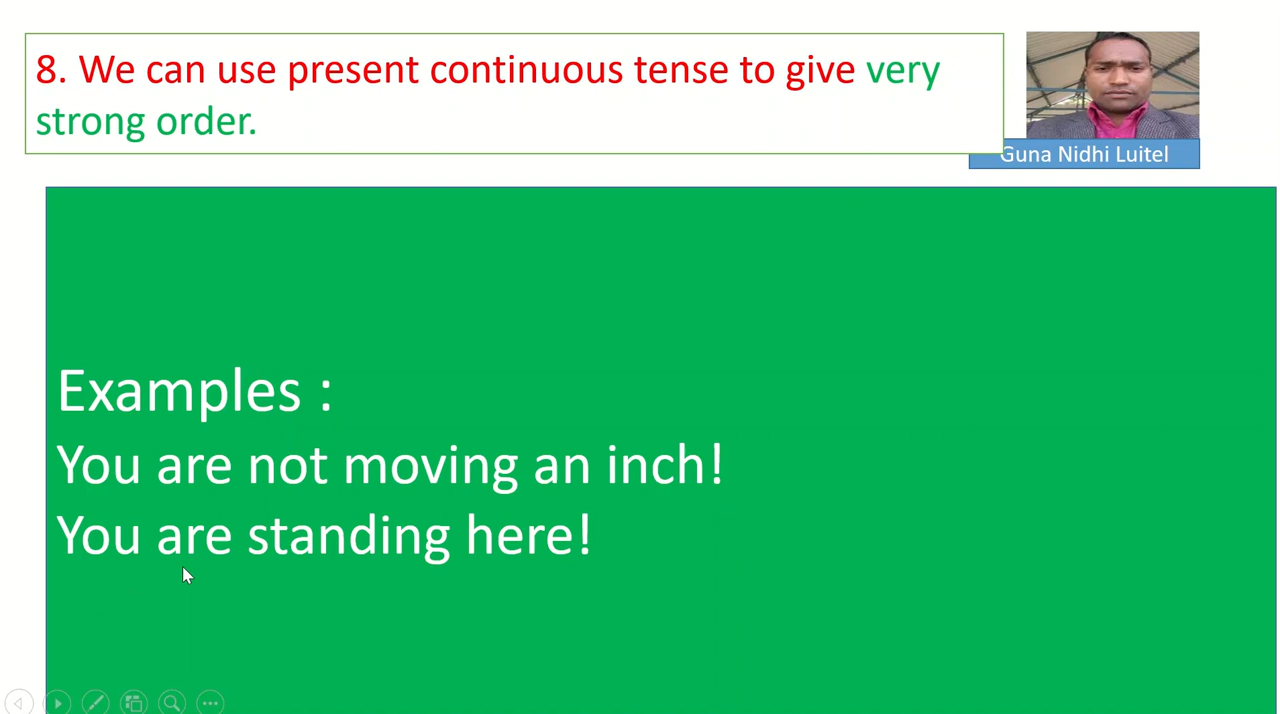 8. We can use present continuous tense to give very
strong order.
Guna Nidhi Luitel
Examples :
You are not moving an inch!
You are standing here!